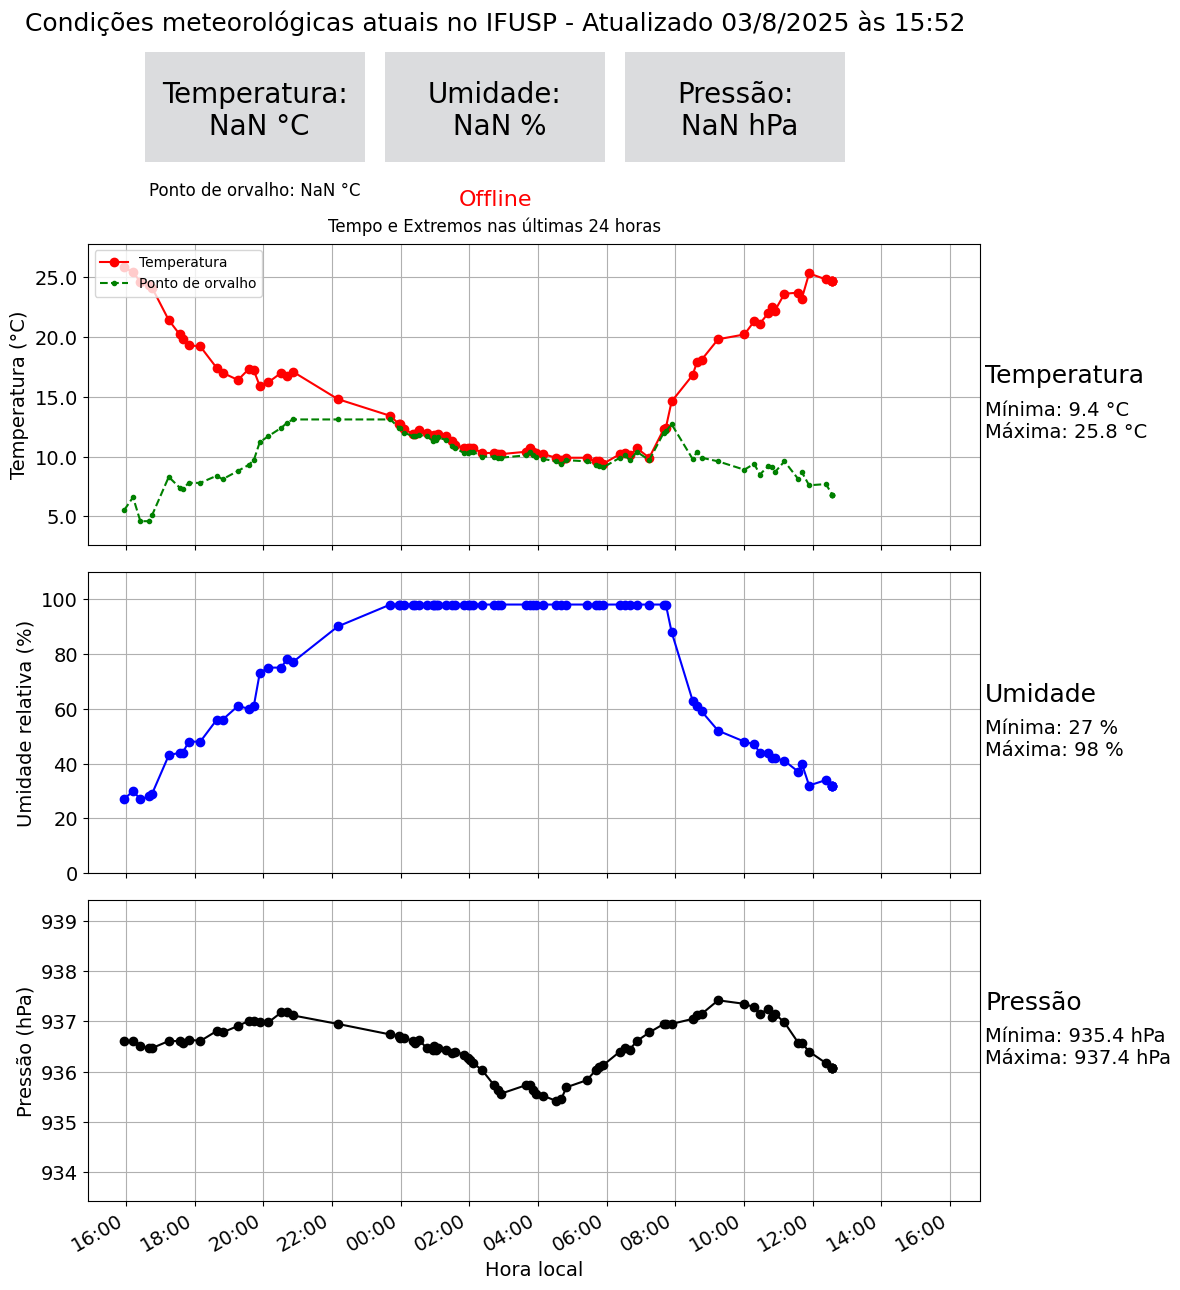 Condições meteorológicas atuais no IFUSP - Atualizado 03/8/2025 às 15:52
Temperatura:
NaN °C
Umidade:
NaN %
Pressão:
NaN hPa
Ponto de orvalho: NaN °C
Offline
Tempo e Extremos nas últimas 24 horas
Temperatura
Ponto de orvalho
Temperatura (°C)
25.0
20.0
15.0
10.0
5.0
Temperatura
Mínima: 9.4 °C
Máxima: 25.8 °C
Umidade relativa (%)
100
80
60
40
20
0
Umidade
Mínima: 27 %
Máxima: 98 %
Pressão (hPa)
939
938
937
936
935
934
Pressão
Mínima: 935.4 hPa
Máxima: 937.4 hPa
16:00
18:00
20:00
22:00
00:00
02:00
04:00
06:00
08:00
10:00
12:00
14:00
16:00
Hora local